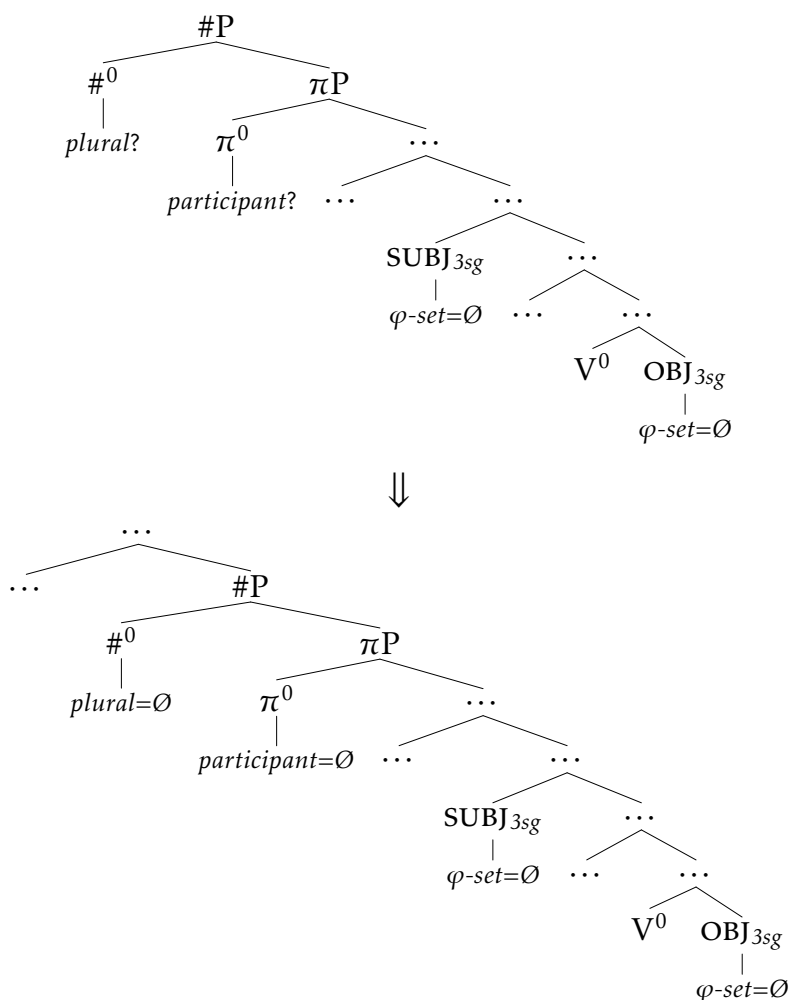 #P
#⁰ πP
plural? π⁰ ...
participant? ... ...
SUBJ3sg ...
φ-set=Ø ... ...
V⁰ OBJ3sg
φ-set=Ø
⇓
...
... #P
#⁰ πP
plural=Ø π⁰ ...
participant=Ø ... ...
SUBJ3sg ...
φ-set=Ø ... ...
V⁰ OBJ3sg
φ-set=Ø